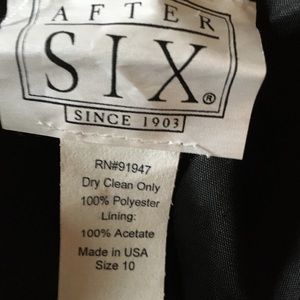 AFTER
SIX®
SINCE 1903
RN#91947
Dry Clean Only
100% Polyester
Lining:
100% Acetate
Made in USA
Size 10